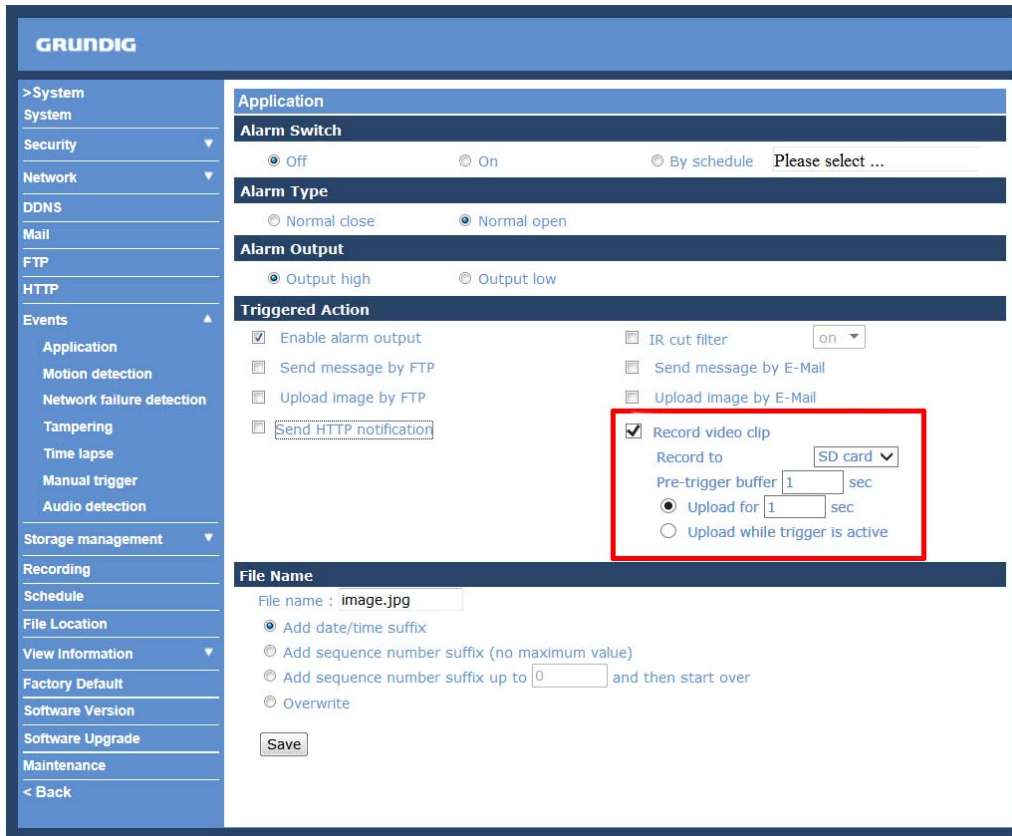 GRUNDIG
>System
System
Security
Network
DDNS
Mail
FTP
HTTP
Events
Application
Motion detection
Network failure detection
Tampering
Time lapse
Manual trigger
Audio detection
Storage management
Recording
Schedule
File Location
View Information
Factory Default
Software Version
Software Upgrade
Maintenance
< Back
Application
Alarm Switch
Off On By schedule Please select ...
Alarm Type
Normal close Normal open
Alarm Output
Output high Output low
Triggered Action
Enable alarm output IR cut filter on
Send message by FTP Send message by E-Mail
Upload image by FTP Upload image by E-Mail
Send HTTP notification Record video clip
Record to SD card
Pre-trigger buffer 1 sec
Upload for 1 sec
Upload while trigger is active
File Name
File name : image.jpg
Add date/time suffix
Add sequence number suffix (no maximum value)
Add sequence number suffix up to 0 and then start over
Overwrite
Save